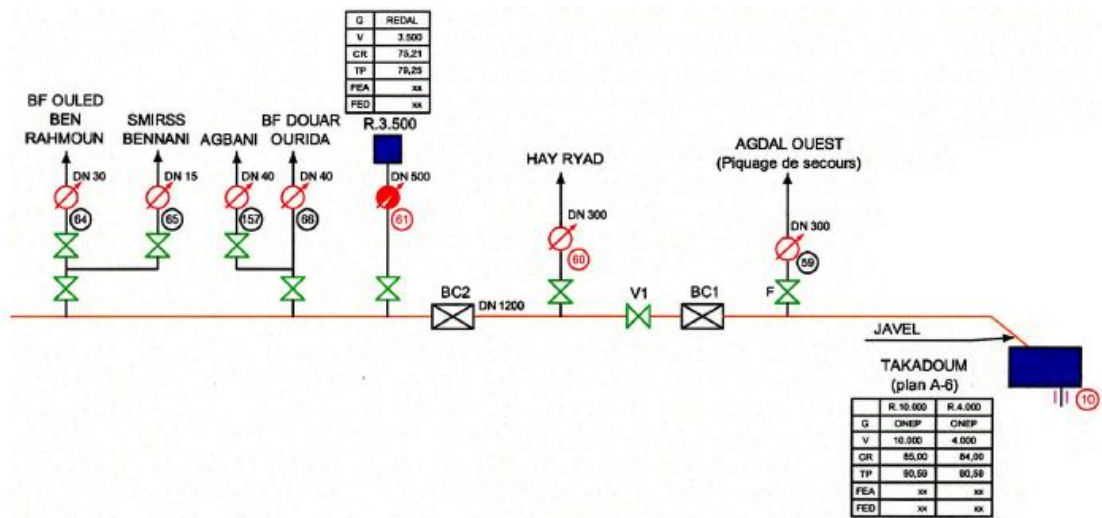 G REDAL
V 3.500
CR 75,21
TP 79,25
FEA xx
FED xx
R.3.500
BF OULED
BEN
RAHMOUN
SMIRSS
BENNANI
AGBANI
BF DOUAR
OURIDA
HAY RYAD
AGDAL OUEST
(Piquage de secours)
DN 30
DN 15
DN 40
DN 40
DN 500
DN 300
DN 300
64
65
157
66
61
60
59
F
BC2
DN 1200
V1
BC1
JAVEL
TAKADOUM
(plan A-6)
10
R.10.000 R.4.000
G ONEP ONEP
V 10.000 4.000
CR 85,00 84,00
TP 90,59 90,59
FEA xx xx
FED xx xx